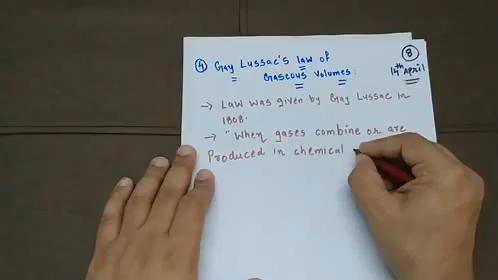 8
14th April
④ Gay Lussac's law of
Gaseous Volumes:
→ Law was given by Gay Lussac in
1808.
→ "When gases combine or are
Produced in chemical